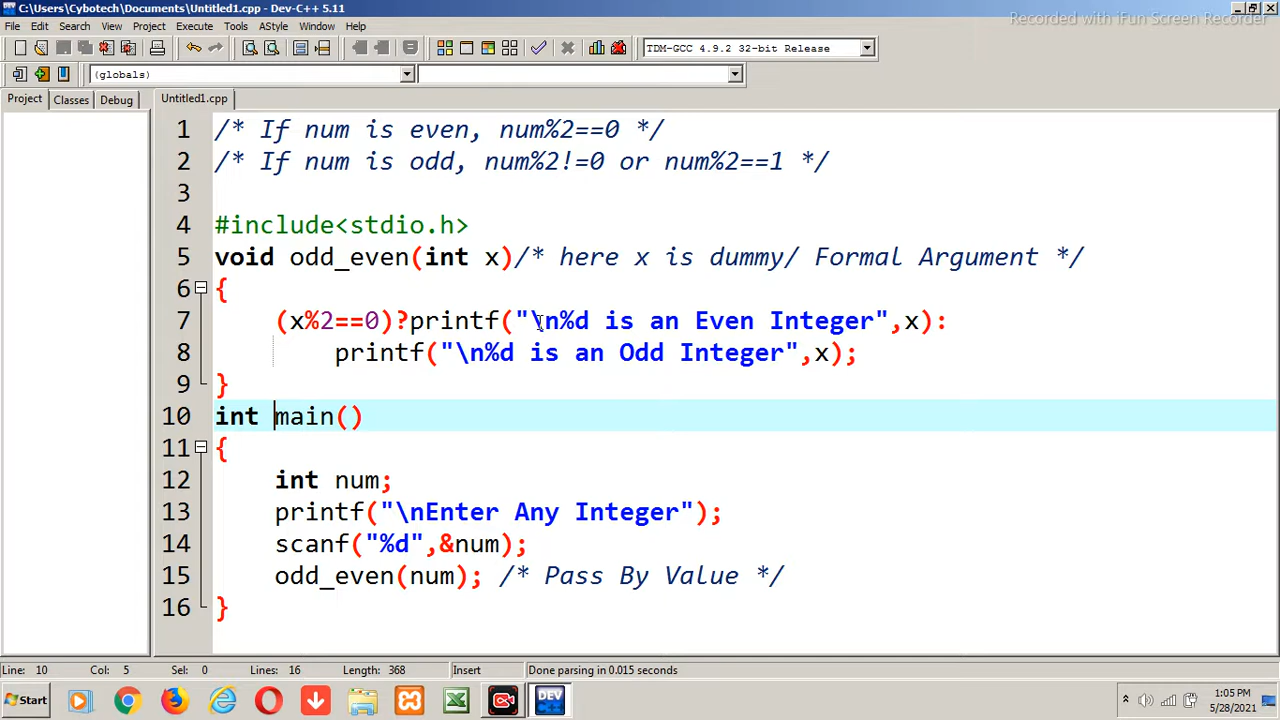 C:\Users\Cybotech\Documents\Untitled1.cpp - Dev-C++ 5.11
Recorded with iFun Screen Recorder
File Edit Search View Project Execute Tools AStyle Window Help
TDM-GCC 4.9.2 32-bit Release
(globals)
Project Classes Debug Untitled1.cpp
1 /* If num is even, num%2==0 */
2 /* If num is odd, num%2!=0 or num%2==1 */
3
4 #include<stdio.h>
5 void odd_even(int x)/* here x is dummy/ Formal Argument */
6 {
7 (x%2==0)?printf("\n%d is an Even Integer",x):
8 printf("\n%d is an Odd Integer",x);
9 }
10 int main()
11 {
12 int num;
13 printf("\nEnter Any Integer");
14 scanf("%d",&num);
15 odd_even(num); /* Pass By Value */
16 }
Line: 10 Col: 5 Sel: 0 Lines: 16 Length: 368 Insert Done parsing in 0.015 seconds
Start DEV 1:05 PM
5/28/2021